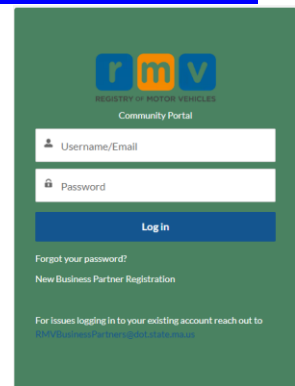 rmv
REGISTRY OF MOTOR VEHICLES
Community Portal
Username/Email
Password
Log in
Forgot your password?
New Business Partner Registration
For issues logging in to your existing account reach out to
RMVBusinessPartners@dot.state.ma.us